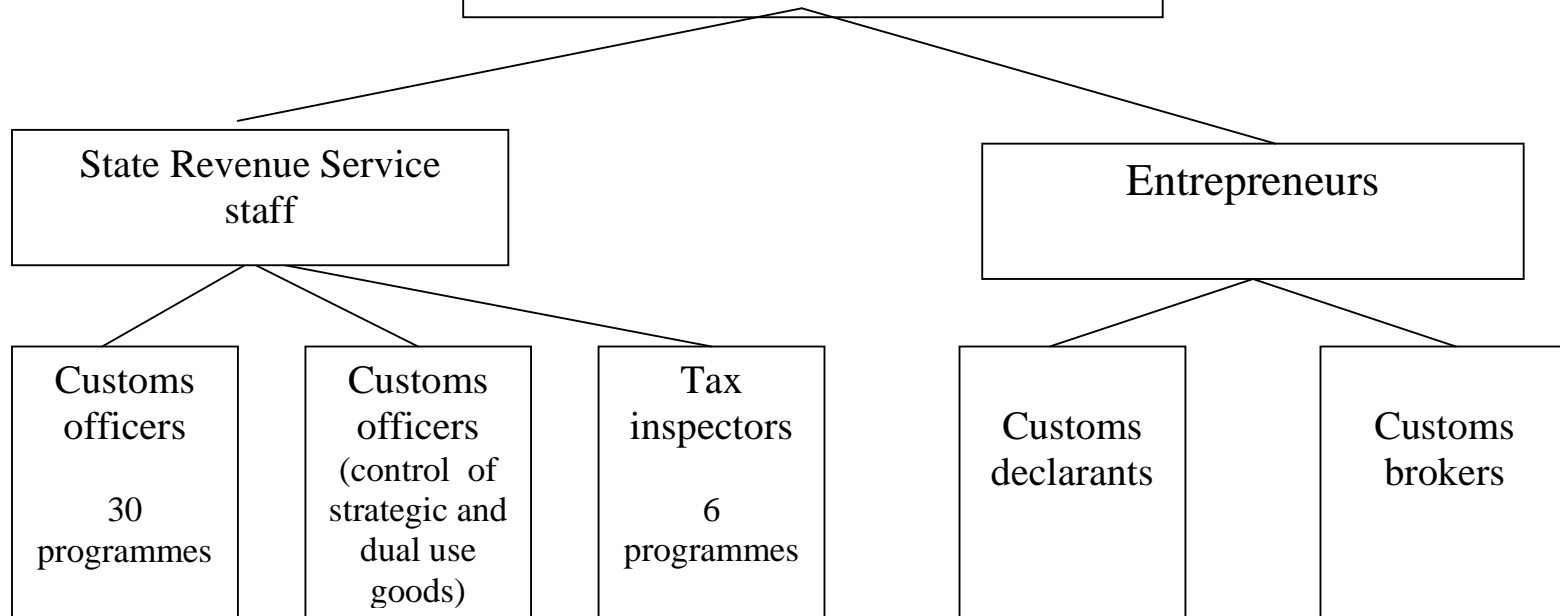 State Revenue Service
staff
Entrepreneurs
Customs
officers
30
programmes
Customs
officers
(control of
strategic and
dual use
goods)
Tax
inspectors
6
programmes
Customs
declarants
Customs
brokers